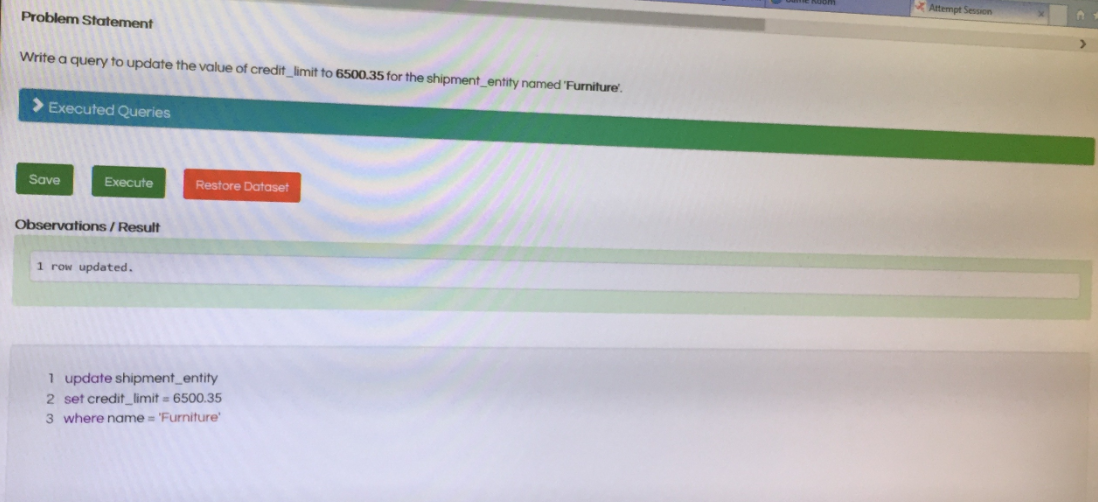 Attempt Session
Problem Statement
Write a query to update the value of credit_limit to 6500.35 for the shipment_entity named 'Furniture'.
Executed Queries
Save Execute Restore Dataset
Observations / Result
1 row updated.
1 update shipment_entity
2 set credit_limit = 6500.35
3 where name = 'Furniture'